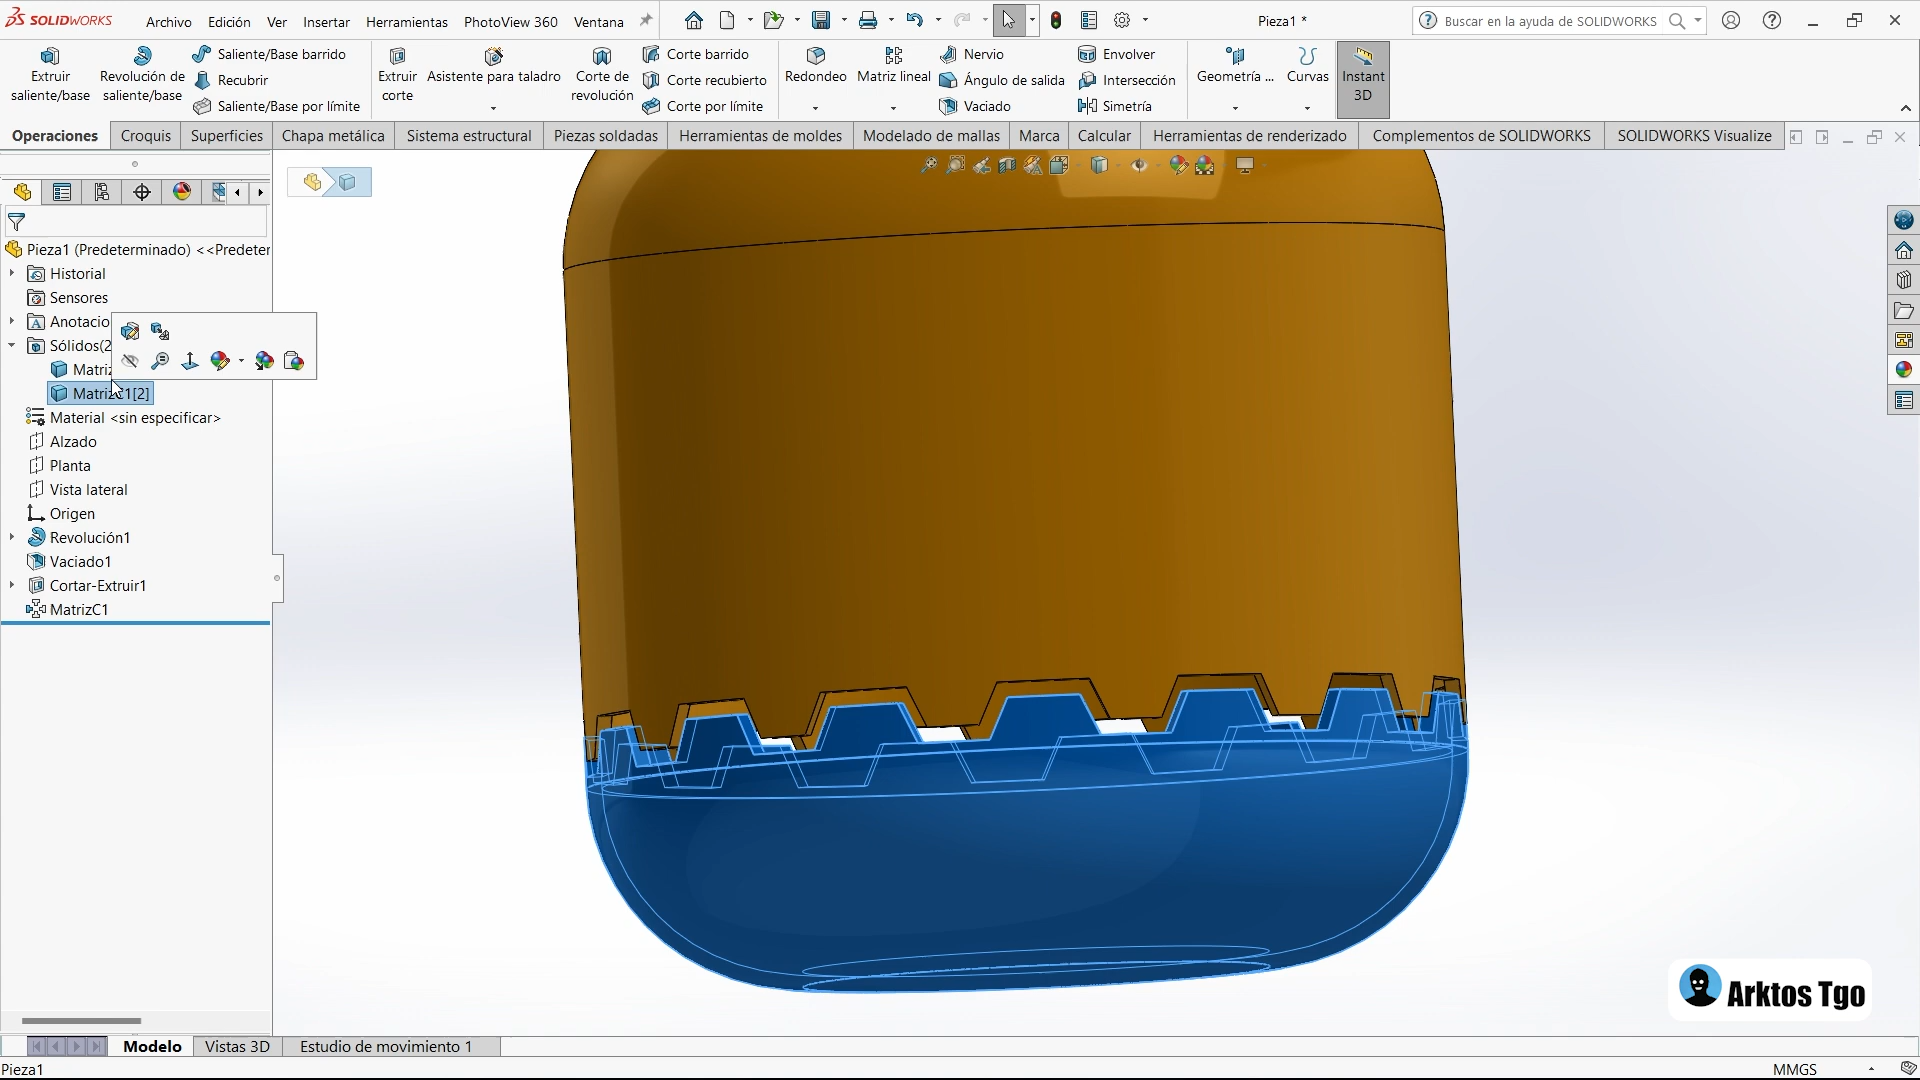 SOLIDWORKS
Archivo Edición Ver Insertar Herramientas PhotoView 360 Ventana
Pieza1 *
Buscar en la ayuda de SOLIDWORKS
Extruir saliente/base
Revolución de saliente/base
Saliente/Base barrido
Recubrir
Saliente/Base por límite
Extruir corte
Asistente para taladro
Corte de revolución
Corte barrido
Corte recubierto
Corte por límite
Redondeo
Matriz lineal
Nervio
Ángulo de salida
Vaciado
Envolver
Intersección
Simetría
Geometría ...
Curvas
Instant 3D
Operaciones Croquis Superficies Chapa metálica Sistema estructural Piezas soldadas Herramientas de moldes Modelado de mallas Marca Calcular Herramientas de renderizado Complementos de SOLIDWORKS SOLIDWORKS Visualize
Pieza1 (Predeterminado) <<Predeter
Historial
Sensores
Anotacio
Sólidos(2
Matriz
[2]
Material <sin especificar>
Alzado
Planta
Vista lateral
Origen
Revolución1
Vaciado1
Cortar-Extruir1
MatrizC1
Arktos Tgo
Modelo Vistas 3D Estudio de movimiento 1
Pieza1
MMGS